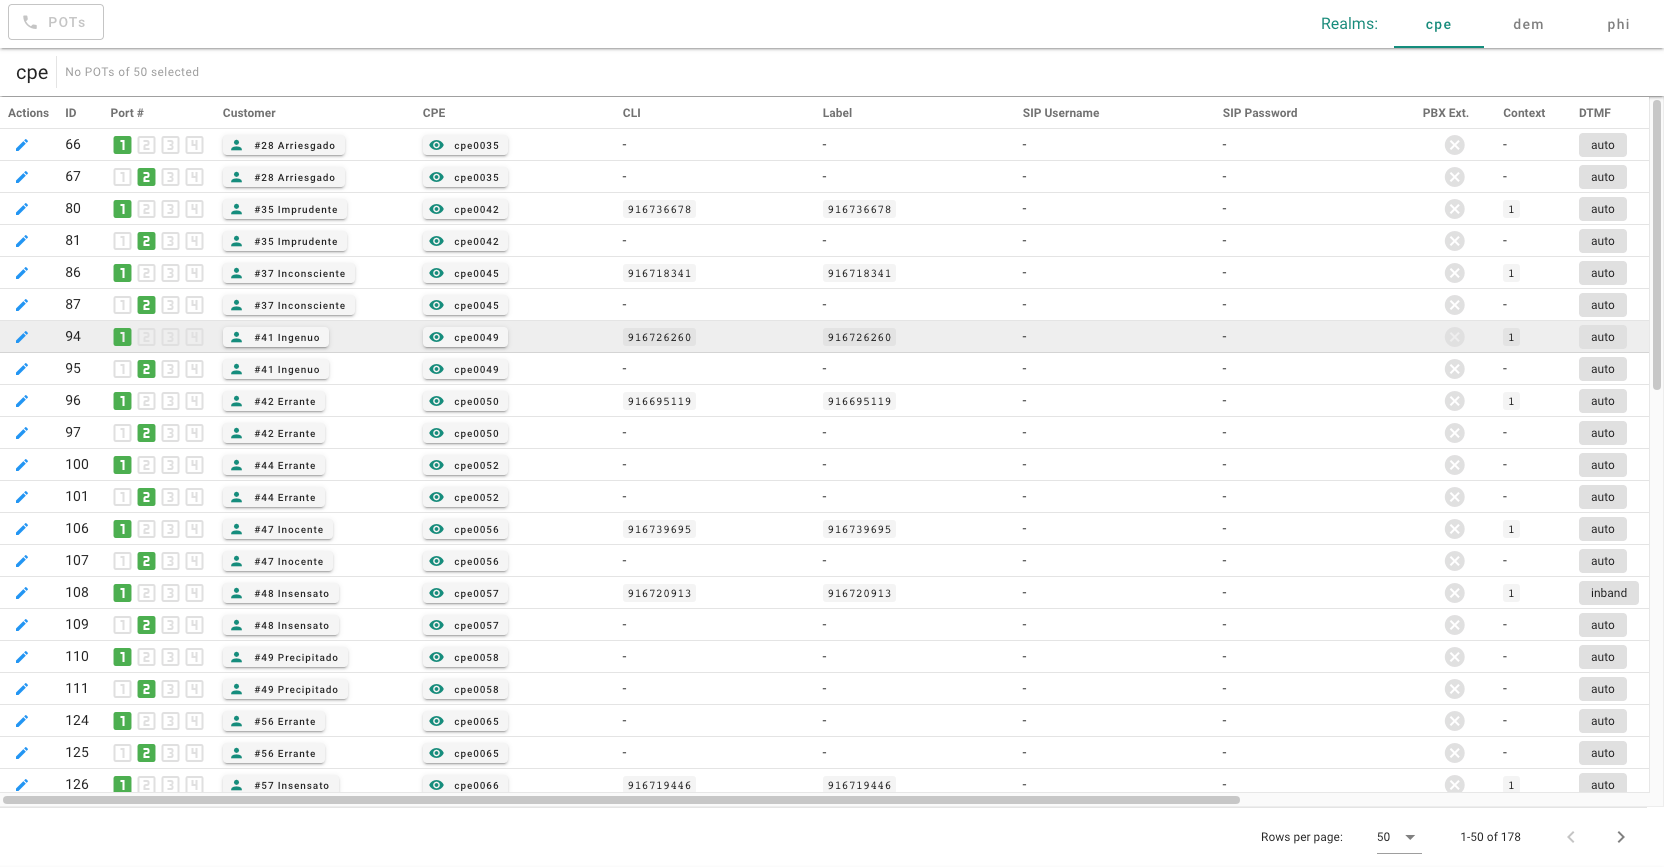 POTs Realms: cpe dem phi
cpe No POTs of 50 selected
Actions ID Port # Customer CPE CLI Label SIP Username SIP Password PBX Ext. Context DTMF
66 1 2 3 4 #28 Arriesgado cpe0035 - - - - - auto
67 1 2 3 4 #28 Arriesgado cpe0035 - - - - - auto
80 1 2 3 4 #35 Imprudente cpe0042 916736678 916736678 - - 1 auto
81 1 2 3 4 #35 Imprudente cpe0042 - - - - - auto
86 1 2 3 4 #37 Inconsciente cpe0045 916718341 916718341 - - 1 auto
87 1 2 3 4 #37 Inconsciente cpe0045 - - - - - auto
94 1 2 3 4 #41 Ingenuo cpe0049 916726260 916726260 - - 1 auto
95 1 2 3 4 #41 Ingenuo cpe0049 - - - - - auto
96 1 2 3 4 #42 Errante cpe0050 916695119 916695119 - - 1 auto
97 1 2 3 4 #42 Errante cpe0050 - - - - - auto
100 1 2 3 4 #44 Errante cpe0052 - - - - - auto
101 1 2 3 4 #44 Errante cpe0052 - - - - - auto
106 1 2 3 4 #47 Inocente cpe0056 916739695 916739695 - - 1 auto
107 1 2 3 4 #47 Inocente cpe0056 - - - - - auto
108 1 2 3 4 #48 Insensato cpe0057 916720913 916720913 - - 1 inband
109 1 2 3 4 #48 Insensato cpe0057 - - - - - auto
110 1 2 3 4 #49 Precipitado cpe0058 - - - - - auto
111 1 2 3 4 #49 Precipitado cpe0058 - - - - - auto
124 1 2 3 4 #56 Errante cpe0065 - - - - - auto
125 1 2 3 4 #56 Errante cpe0065 - - - - - auto
126 1 2 3 4 #57 Insensato cpe0066 916719446 916719446 - - 1 auto
Rows per page: 50 1-50 of 178